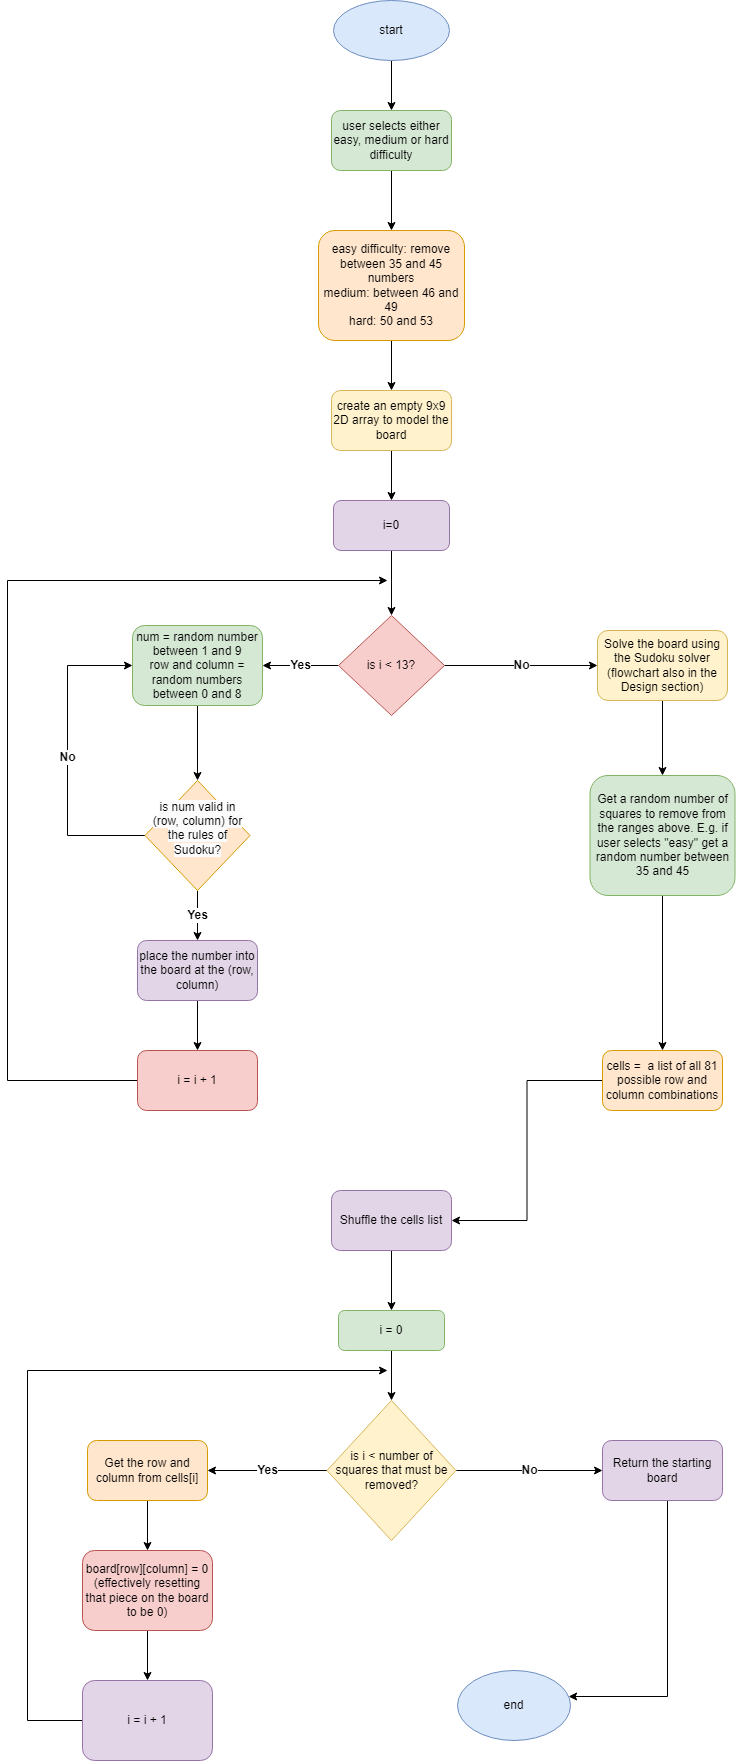 start
user selects either
easy, medium or hard
difficulty
easy difficulty: remove
between 35 and 45
numbers
medium: between 46 and
49
hard: 50 and 53
create an empty 9x9
2D array to model the
board
i=0
is i < 13?
Yes
No
num = random number
between 1 and 9
row and column =
random numbers
between 0 and 8
No
is num valid in
(row, column) for
the rules of
Sudoku?
Yes
place the number into
the board at the (row,
column)
i = i + 1
Solve the board using
the Sudoku solver
(flowchart also in the
Design section)
Get a random number of
squares to remove from
the ranges above. E.g. if
user selects "easy" get a
random number between
35 and 45
cells = a list of all 81
possible row and
column combinations
Shuffle the cells list
i = 0
is i < number of
squares that must be
removed?
Yes
No
Get the row and
column from cells[i]
board[row][column] = 0
(effectively resetting
that piece on the board
to be 0)
i = i + 1
Return the starting
board
end